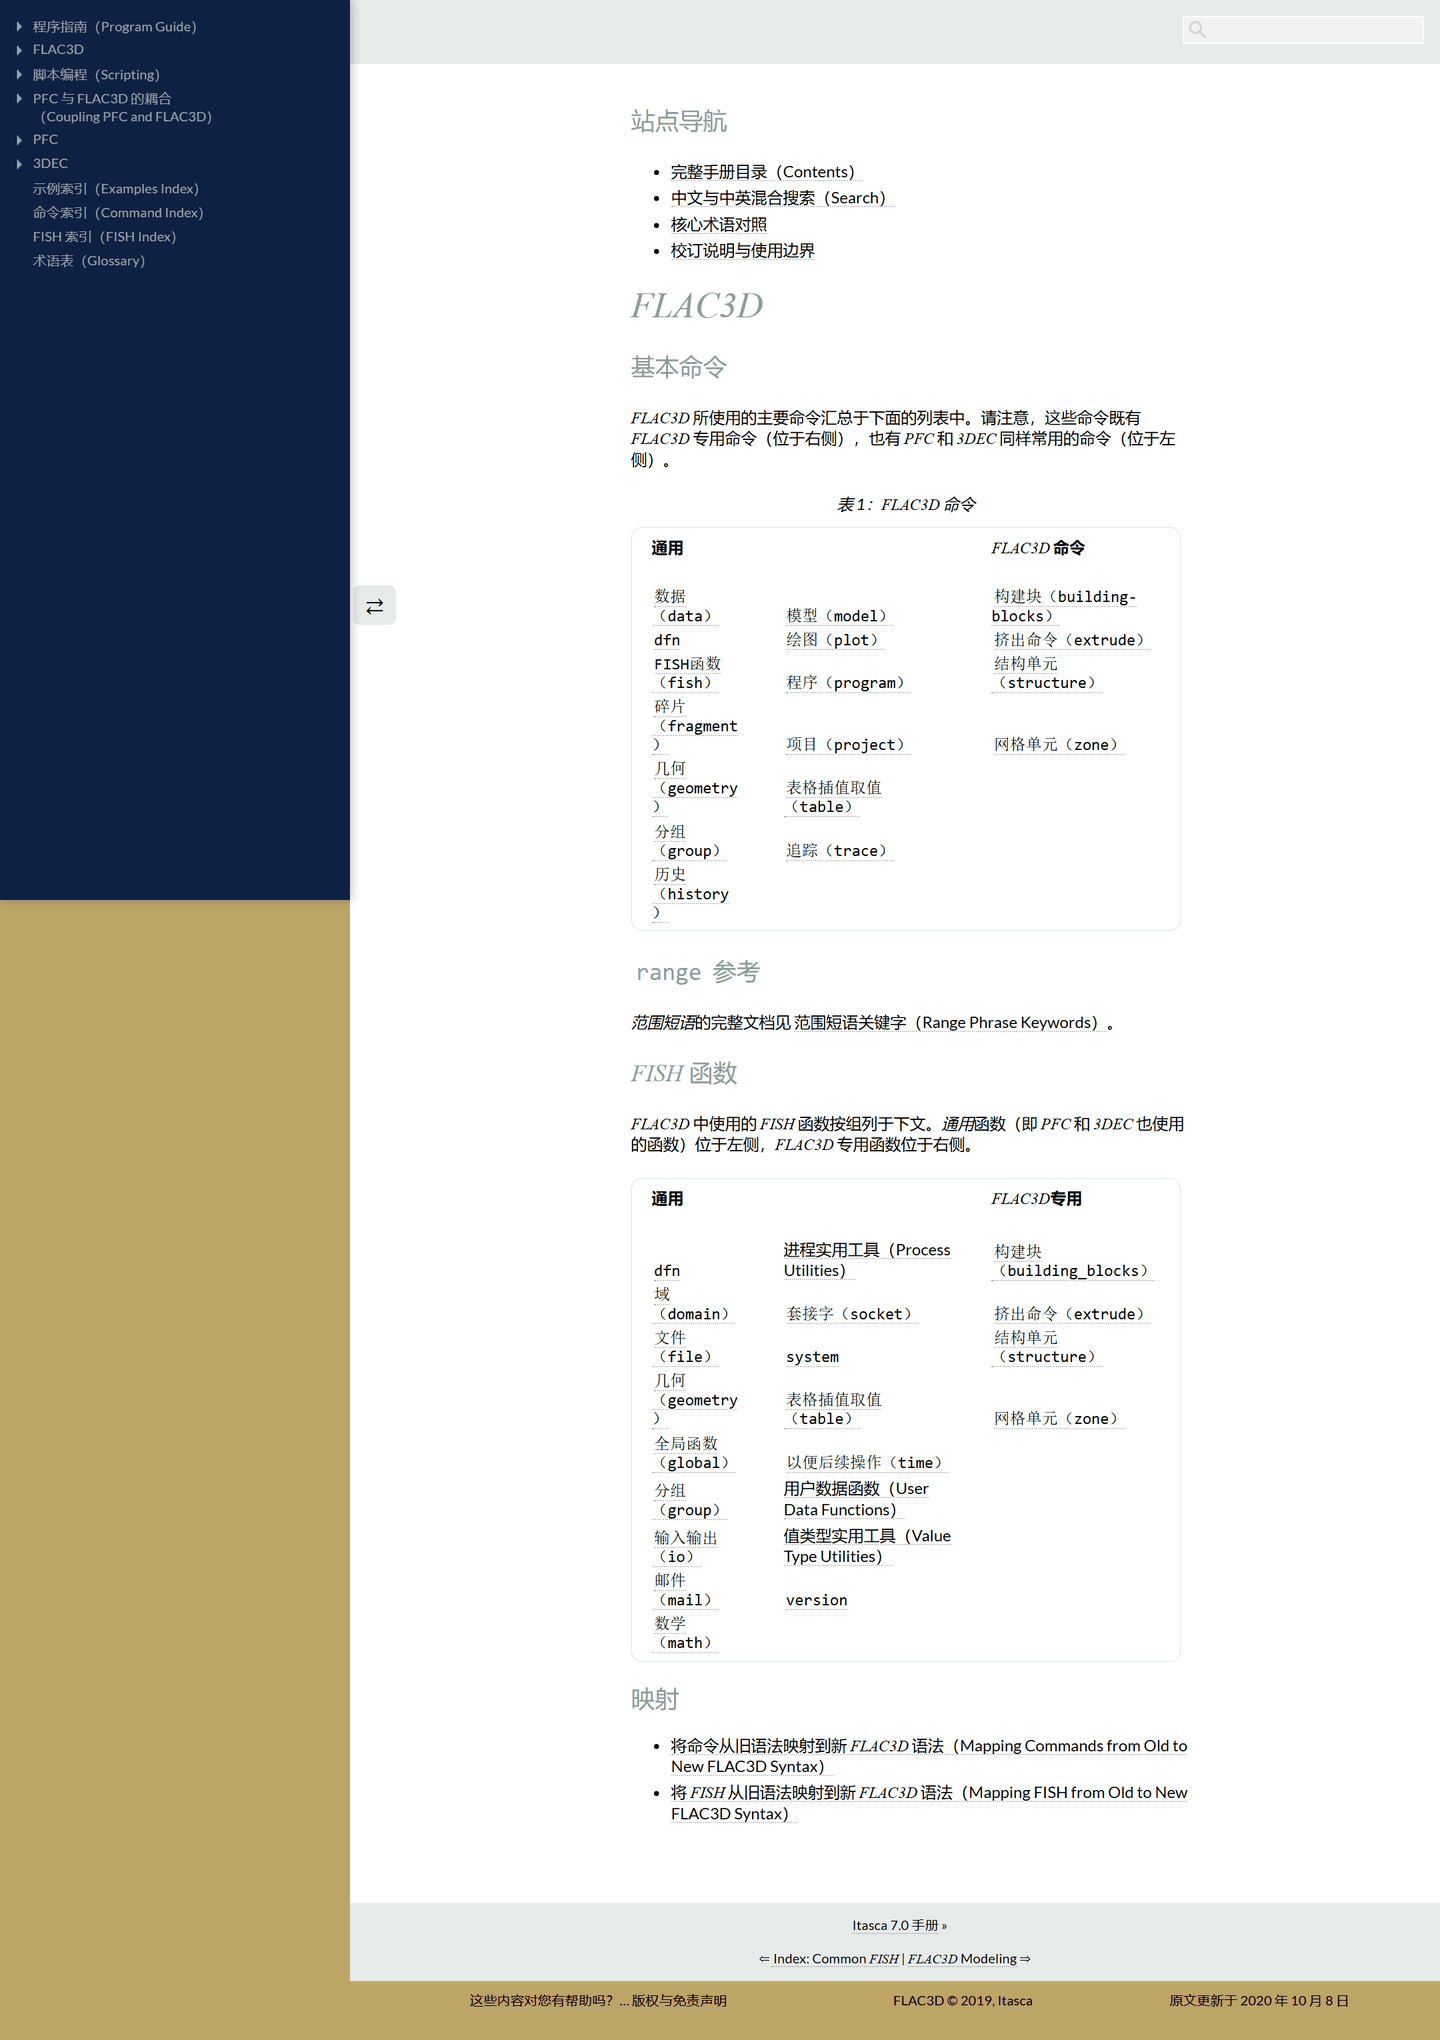 程序指南（Program Guide）
FLAC3D
脚本编程（Scripting）
PFC 与 FLAC3D 的耦合
（Coupling PFC and FLAC3D）
PFC
3DEC
示例索引（Examples Index）
命令索引（Command Index）
FISH 索引（FISH Index）
术语表（Glossary）
站点导航
完整手册目录（Contents）
中文与中英混合搜索（Search）
核心术语对照
校订说明与使用边界
FLAC3D
基本命令
FLAC3D 所使用的主要命令汇总于下面的列表中。请注意，这些命令既有
FLAC3D 专用命令（位于右侧），也有 PFC 和 3DEC 同样常用的命令（位于左
侧）。
表 1：FLAC3D 命令
通用 FLAC3D 命令
数据
（data） 模型（model） 构建块（building-
blocks）
dfn 绘图（plot） 挤出命令（extrude）
FISH函数
（fish） 程序（program） 结构单元
（structure）
碎片
（fragment
） 项目（project） 网格单元（zone）
几何
（geometry
） 表格插值取值
（table）
分组
（group） 追踪（trace）
历史
（history
）
range 参考
范围短语的完整文档见 范围短语关键字（Range Phrase Keywords）。
FISH 函数
FLAC3D 中使用的 FISH 函数按组列于下文。通用函数（即 PFC 和 3DEC 也使用
的函数）位于左侧，FLAC3D 专用函数位于右侧。
通用 FLAC3D专用
dfn 进程实用工具（Process
Utilities） 构建块
（building_blocks）
域
（domain） 套接字（socket） 挤出命令（extrude）
文件
（file） system 结构单元
（structure）
几何
（geometry
） 表格插值取值
（table） 网格单元（zone）
全局函数
（global） 以便后续操作（time）
分组
（group） 用户数据函数（User
Data Functions）
输入输出
（io） 值类型实用工具（Value
Type Utilities）
邮件
（mail） version
数学
（math）
映射
将命令从旧语法映射到新 FLAC3D 语法（Mapping Commands from Old to
New FLAC3D Syntax）
将 FISH 从旧语法映射到新 FLAC3D 语法（Mapping FISH from Old to New
FLAC3D Syntax）
Itasca 7.0 手册 »
⇐ Index: Common FISH | FLAC3D Modeling ⇒
这些内容对您有帮助吗？... 版权与免责声明 FLAC3D © 2019, Itasca 原文更新于 2020 年 10 月 8 日